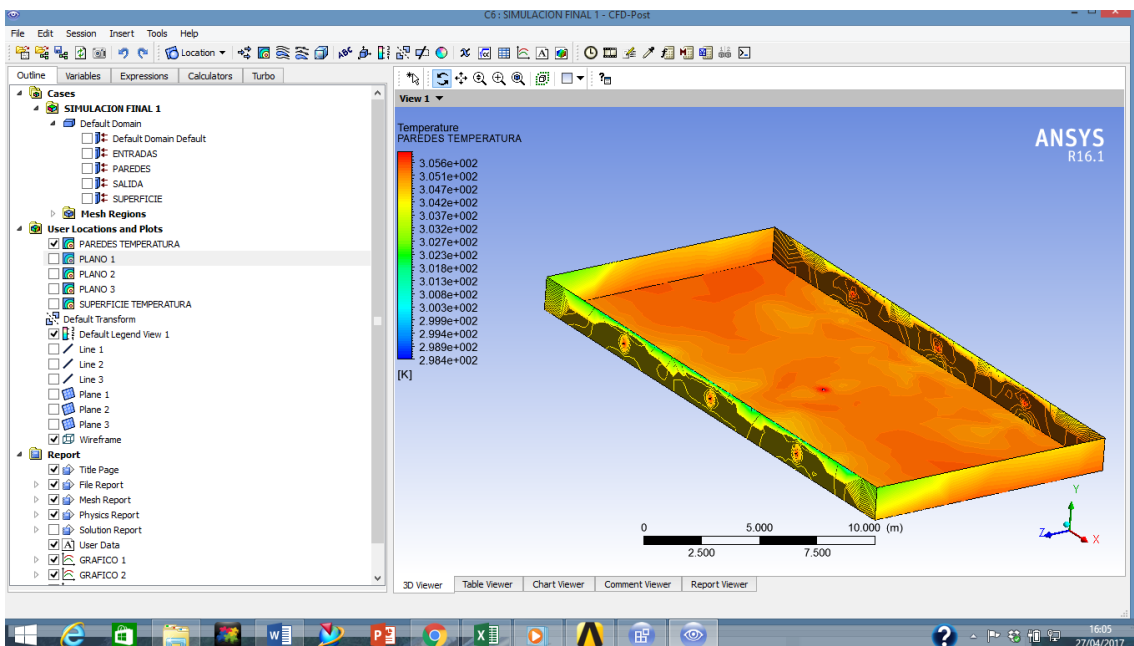 C6 : SIMULACION FINAL 1 - CFD-Post
File Edit Session Insert Tools Help
Location
Outline Variables Expressions Calculators Turbo
Cases
SIMULACION FINAL 1
Default Domain
Default Domain Default
ENTRADAS
PAREDES
SALIDA
SUPERFICIE
Mesh Regions
User Locations and Plots
PAREDES TEMPERATURA
PLANO 1
PLANO 2
PLANO 3
SUPERFICIE TEMPERATURA
Default Transform
Default Legend View 1
Line 1
Line 2
Line 3
Plane 1
Plane 2
Plane 3
Wireframe
Report
Title Page
File Report
Mesh Report
Physics Report
Solution Report
User Data
GRAFICO 1
GRAFICO 2
View 1
Temperature
PAREDES TEMPERATURA
3.056e+002
3.051e+002
3.047e+002
3.042e+002
3.037e+002
3.032e+002
3.027e+002
3.023e+002
3.018e+002
3.013e+002
3.008e+002
3.003e+002
2.999e+002
2.994e+002
2.989e+002
2.984e+002
[K]
ANSYS
R16.1
0 5.000 10.000 (m)
2.500 7.500
Y
Z X
3D Viewer Table Viewer Chart Viewer Comment Viewer Report Viewer
16:05
27/04/2017